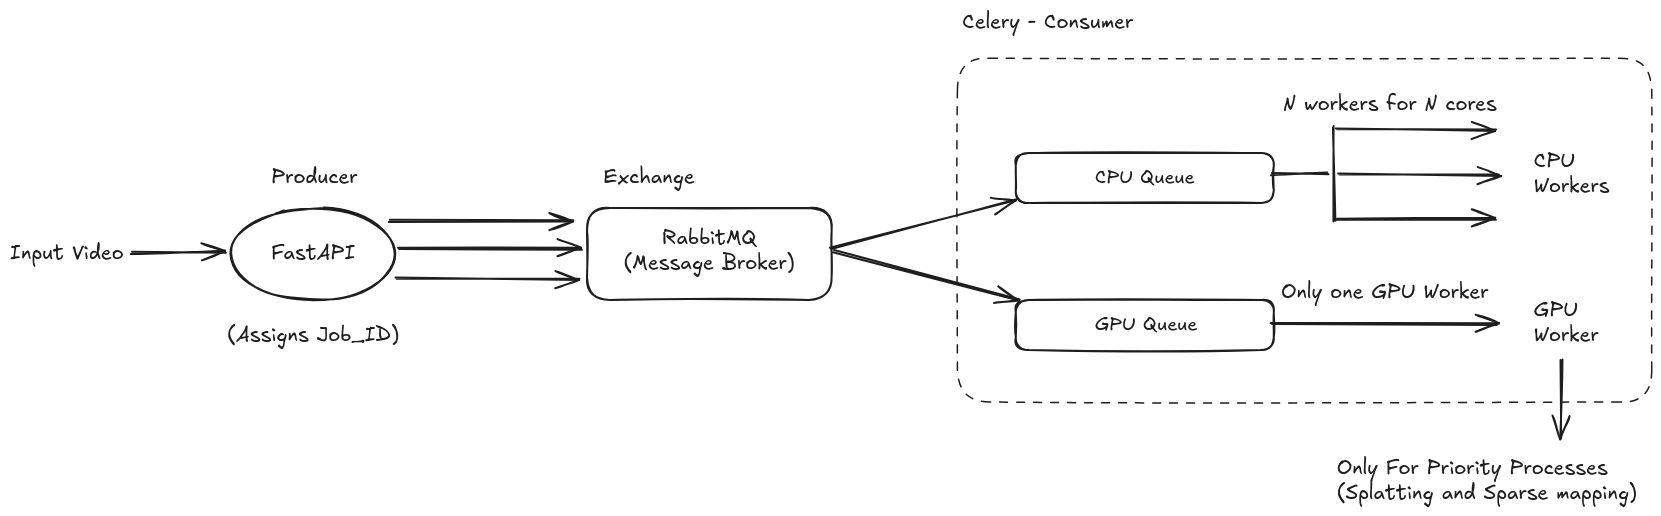 Celery - Consumer
N workers for N cores
CPU Queue
CPU
Workers
Producer
Exchange
Input Video
FastAPI
RabbitMQ
(Message Broker)
(Assigns Job_ID)
Only one GPU Worker
GPU Queue
GPU
Worker
Only For Priority Processes
(Splatting and Sparse mapping)